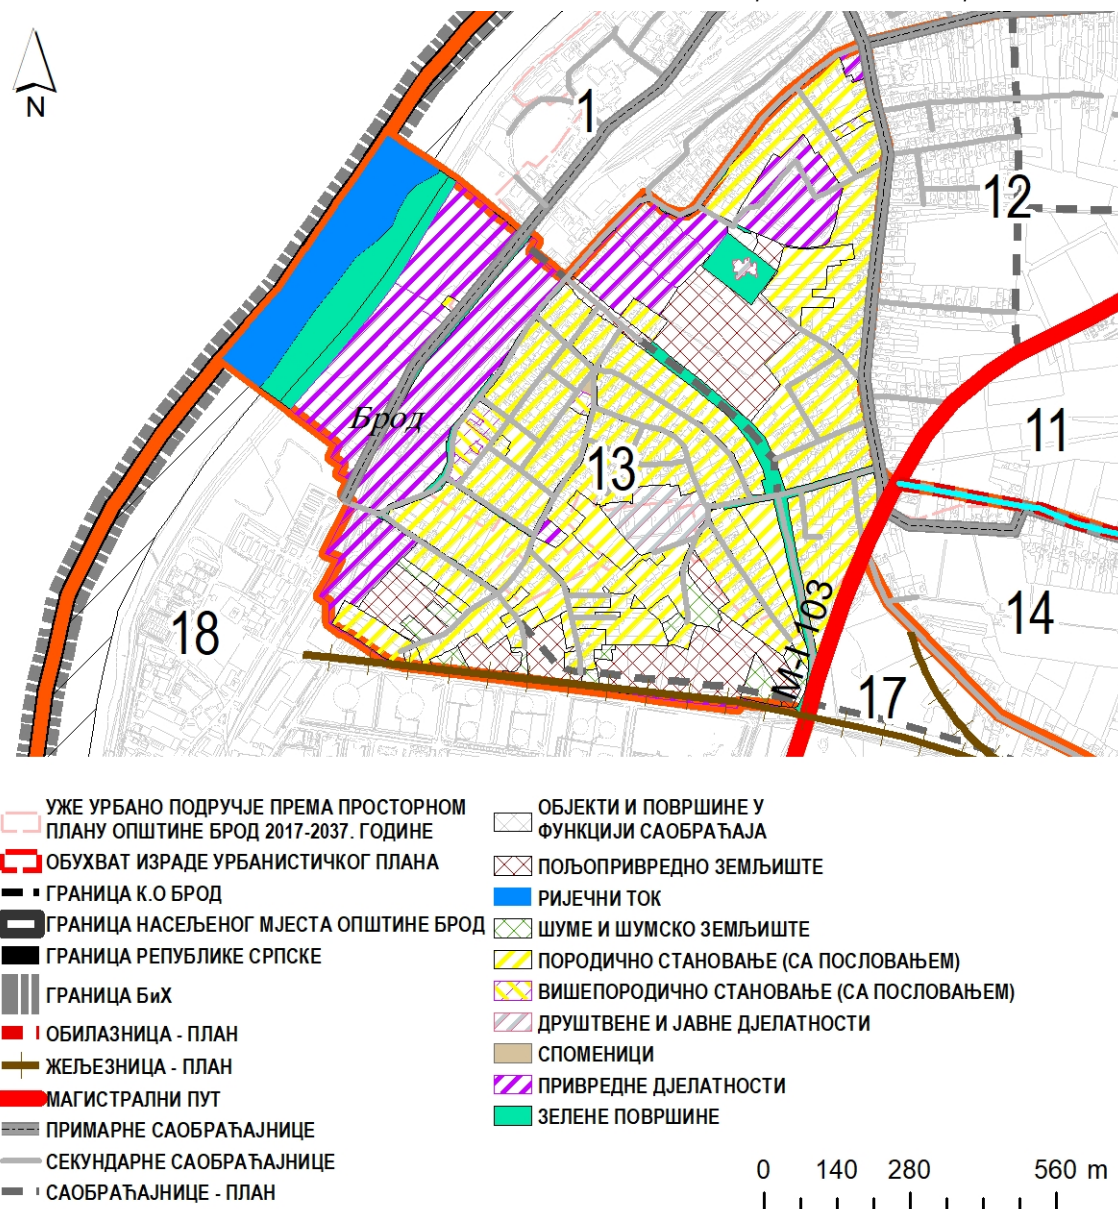 N
1
12
Брод
13
11
18
14
М-I 103
17
УЖЕ УРБАНО ПОДРУЧЈЕ ПРЕМА ПРОСТОРНОМ
ПЛАНУ ОПШТИНЕ БРОД 2017-2037. ГОДИНЕ
ОБУХВАТ ИЗРАДЕ УРБАНИСТИЧКОГ ПЛАНА
ГРАНИЦА К.О БРОД
ГРАНИЦА НАСЕЉЕНОГ МЈЕСТА ОПШТИНЕ БРОД
ГРАНИЦА РЕПУБЛИКЕ СРПСКЕ
ГРАНИЦА БиХ
ОБИЛАЗНИЦА - ПЛАН
ЖЕЉЕЗНИЦА - ПЛАН
МАГИСТРАЛНИ ПУТ
ПРИМАРНЕ САОБРАЋАЈНИЦЕ
СЕКУНДАРНЕ САОБРАЋАЈНИЦЕ
САОБРАЋАЈНИЦЕ - ПЛАН
ОБЈЕКТИ И ПОВРШИНЕ У
ФУНКЦИЈИ САОБРАЋАЈА
ПОЉОПРИВРЕДНО ЗЕМЉИШТЕ
РИЈЕЧНИ ТОК
ШУМЕ И ШУМСКО ЗЕМЉИШТЕ
ПОРОДИЧНО СТАНОВАЊЕ (СА ПОСЛОВАЊЕМ)
ВИШЕПОРОДИЧНО СТАНОВАЊЕ (СА ПОСЛОВАЊЕМ)
ДРУШТВЕНЕ И ЈАВНЕ ДЈЕЛАТНОСТИ
СПОМЕНИЦИ
ПРИВРЕДНЕ ДЈЕЛАТНОСТИ
ЗЕЛЕНЕ ПОВРШИНЕ
0 140 280 560 m